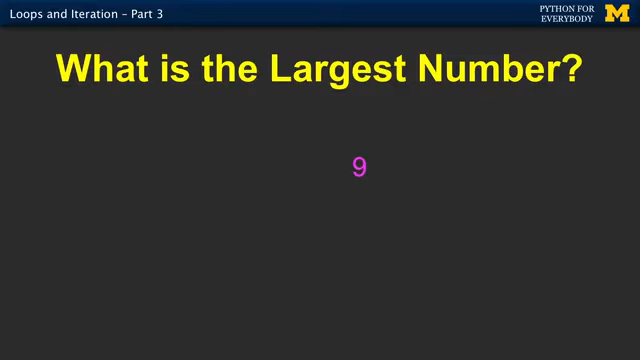 Loops and Iteration – Part 3
PYTHON FOR
EVERYBODY
M
What is the Largest Number?
9